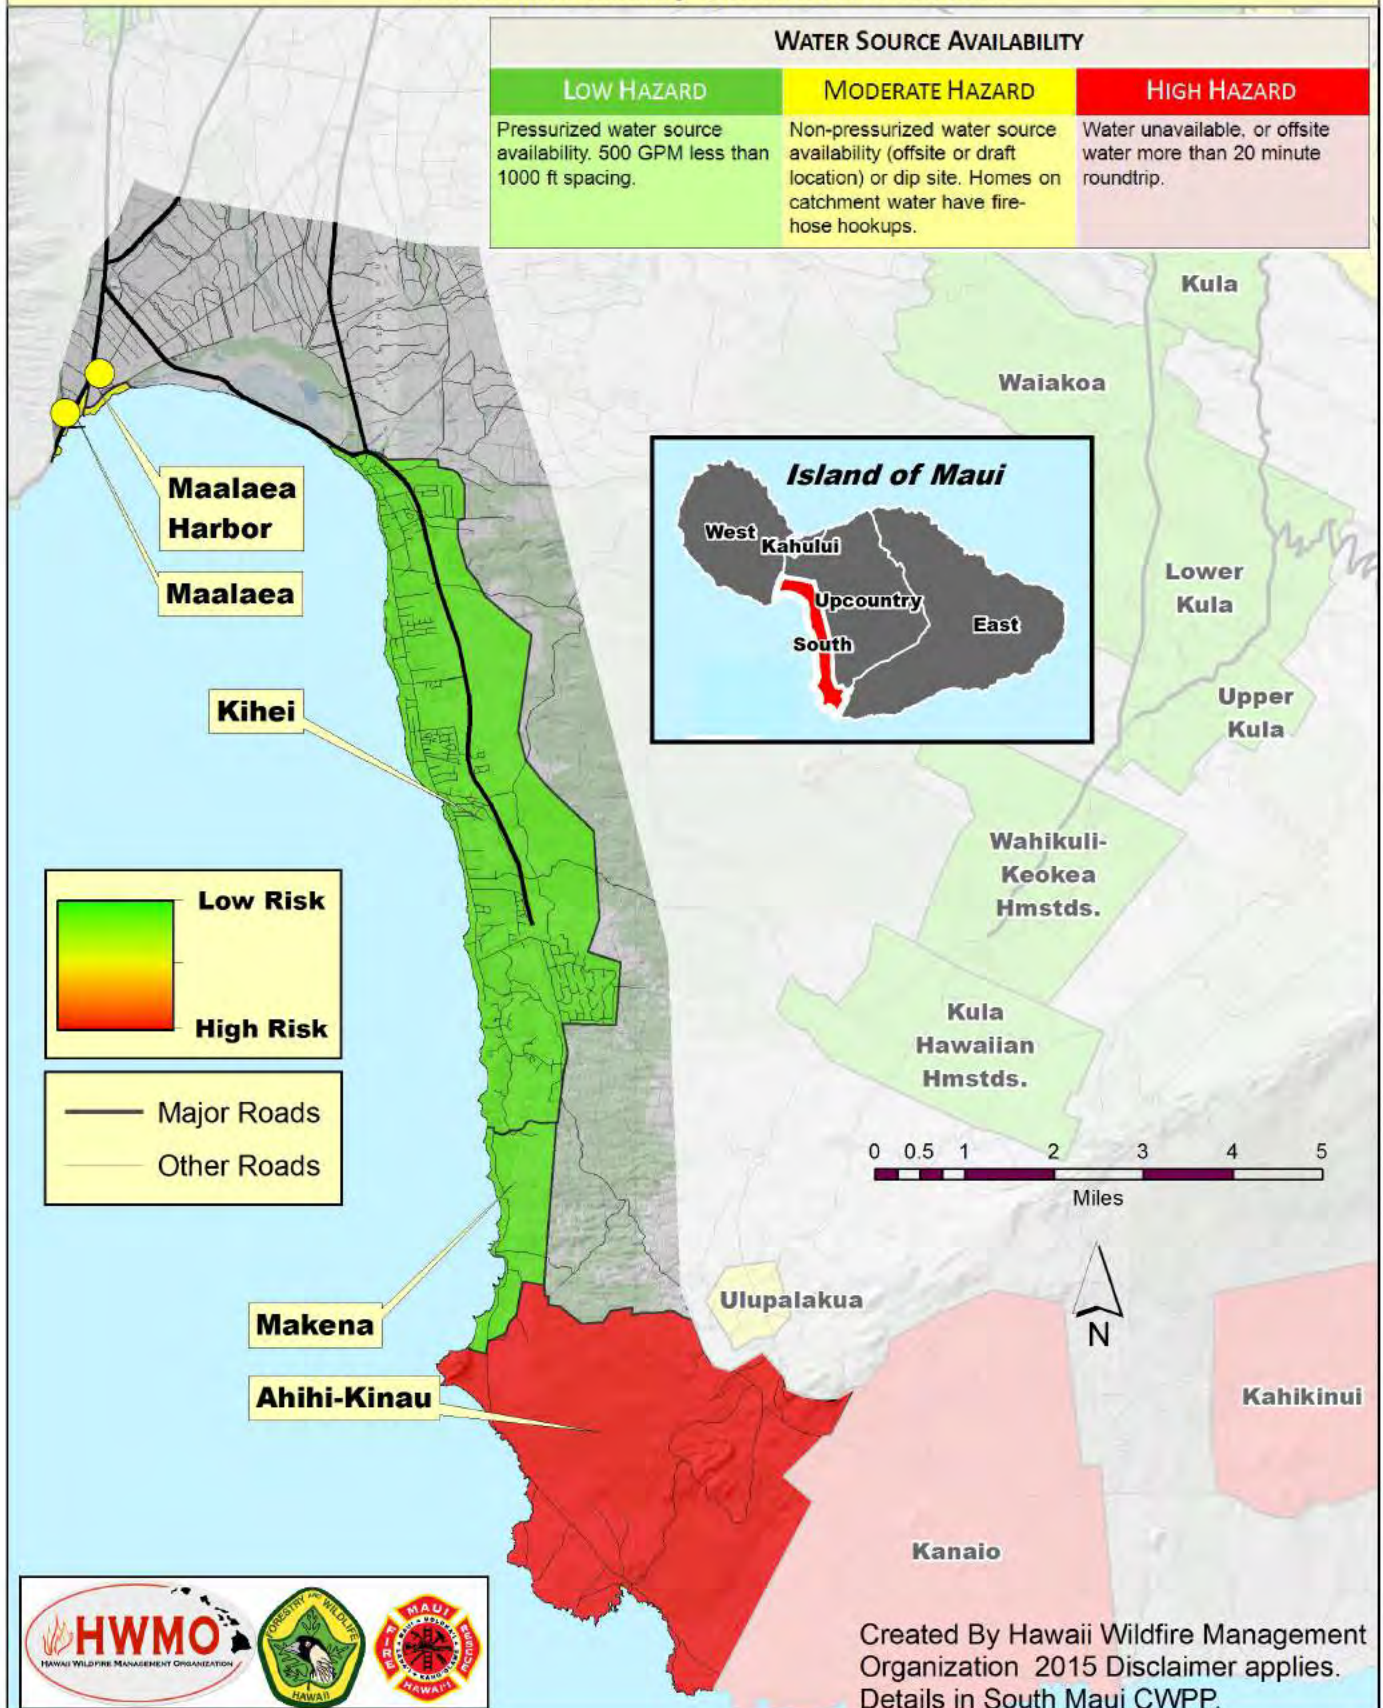 WATER SOURCE AVAILABILITY
LOW HAZARD
MODERATE HAZARD
HIGH HAZARD
Pressurized water source
availability. 500 GPM less than
1000 ft spacing.
Non-pressurized water source
availability (offsite or draft
location) or dip site. Homes on
catchment water have fire-
hose hookups.
Water unavailable, or offsite
water more than 20 minute
roundtrip.
Kula
Waiakoa
Lower
Kula
Upper
Kula
Wahikuli-
Keokea
Hmstds.
Kula
Hawaiian
Hmstds.
Island of Maui
West
Kahului
Upcountry
East
South
Maalaea
Harbor
Maalaea
Kihei
Low Risk
High Risk
Major Roads
Other Roads
0 0.5 1 2 3 4 5
Miles
N
Makena
Ahihi-Kinau
Ulupalakua
Kahikinui
Kanaio
HWMO
HAWAII WILDFIRE MANAGEMENT ORGANIZATION
FORESTRY AND WILDLIFE
HAWAII
MAUI
FIRE
RESCUE
HAWAII
Created By Hawaii Wildfire Management
Organization 2015 Disclaimer applies.
Details in South Maui CWPP.